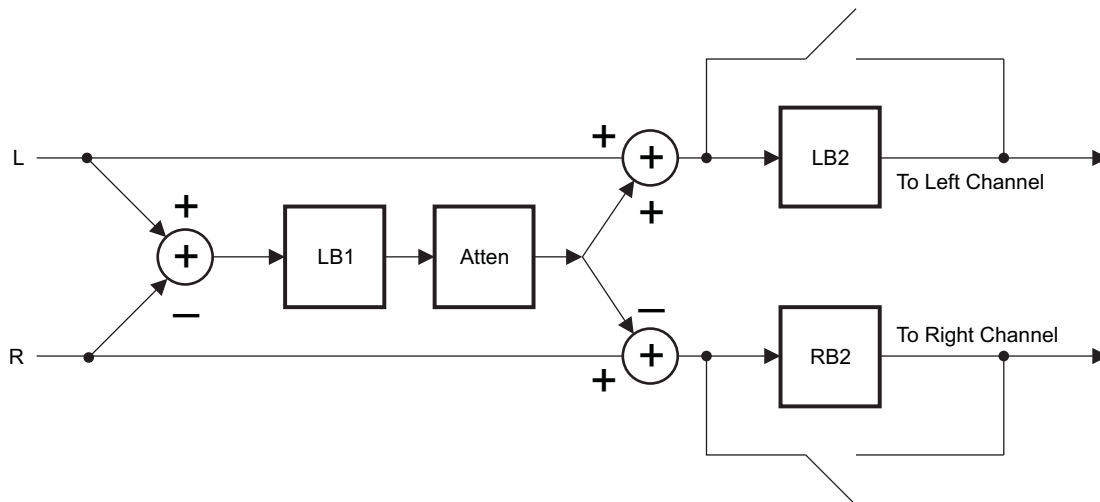 L
+
LB2
+
To Left Channel
+
+
+
LB1
Atten
−
−
To Right Channel
R
+
RB2
+